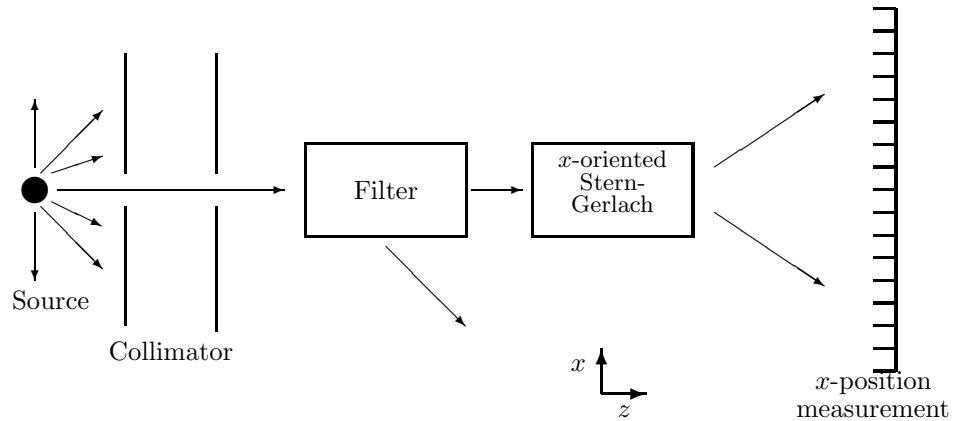 Source
Collimator
Filter
x-oriented
Stern-
Gerlach
x
z
x-position
measurement